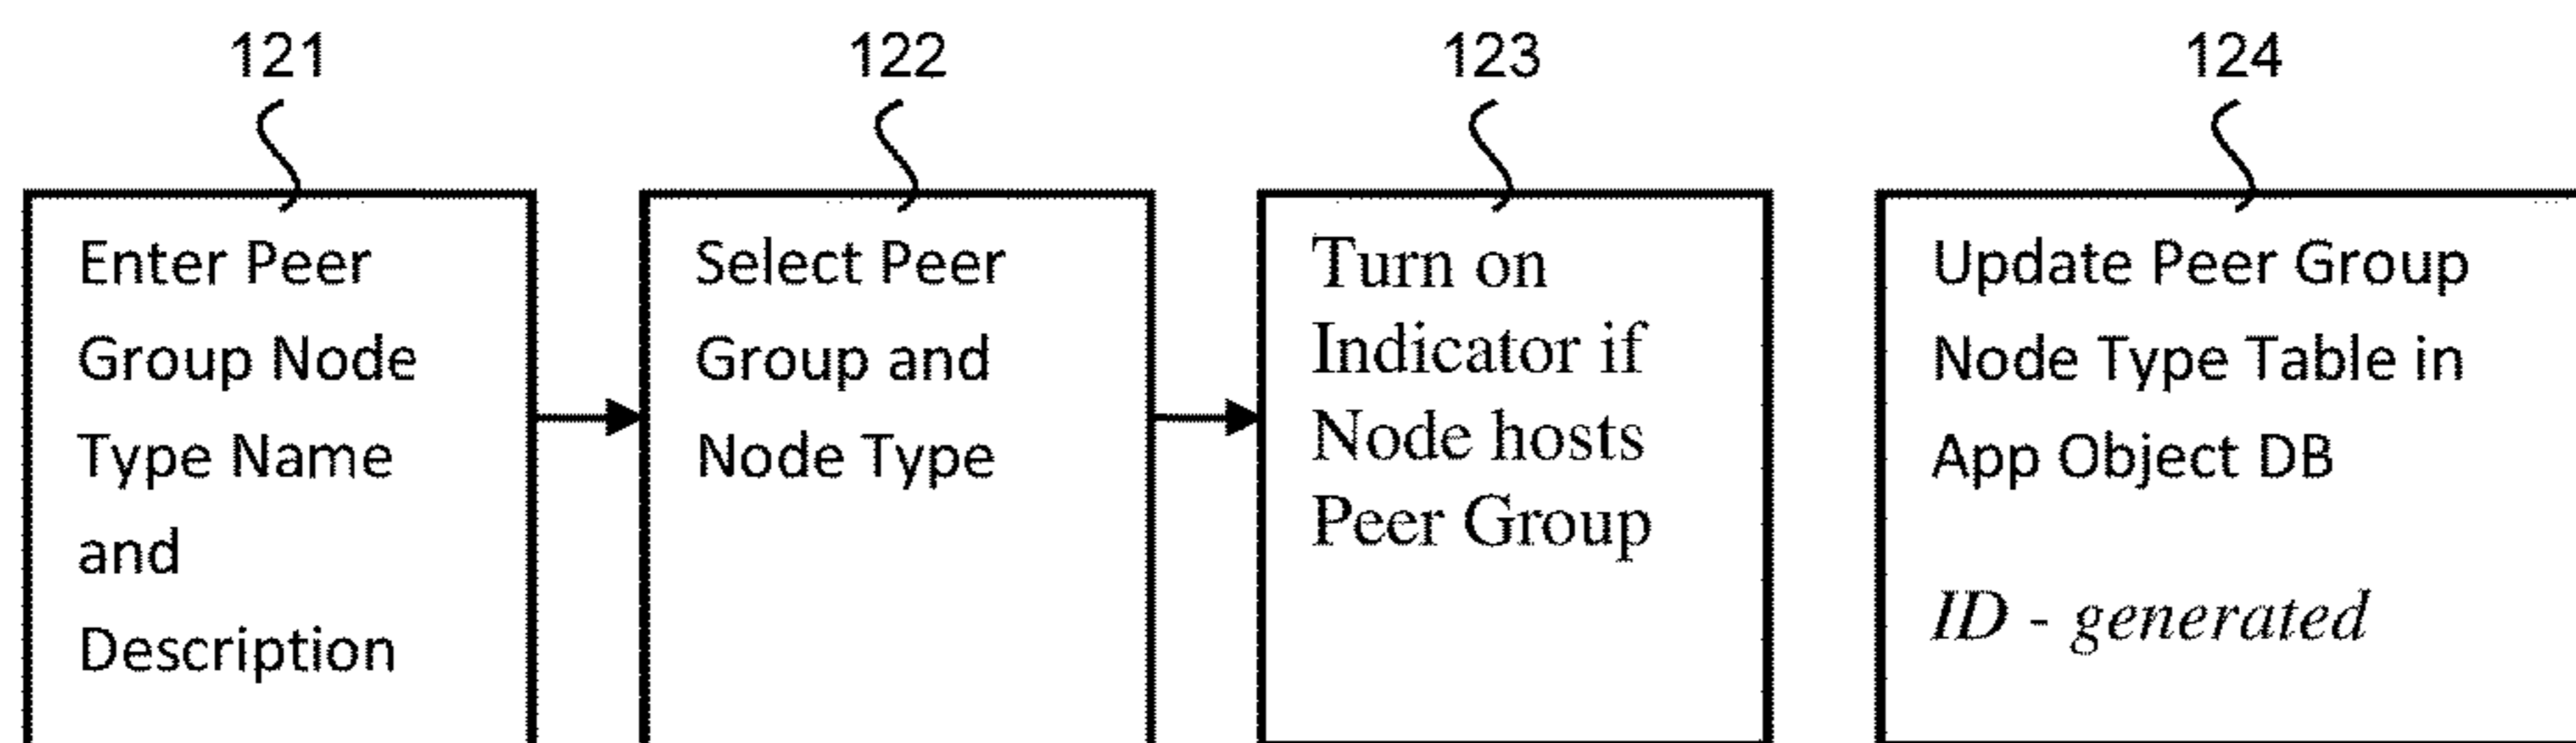 121
122
123
124
Enter Peer
Group Node
Type Name
and
Description
Select Peer
Group and
Node Type
Turn on
Indicator if
Node hosts
Peer Group
Update Peer Group
Node Type Table in
App Object DB
ID - generated